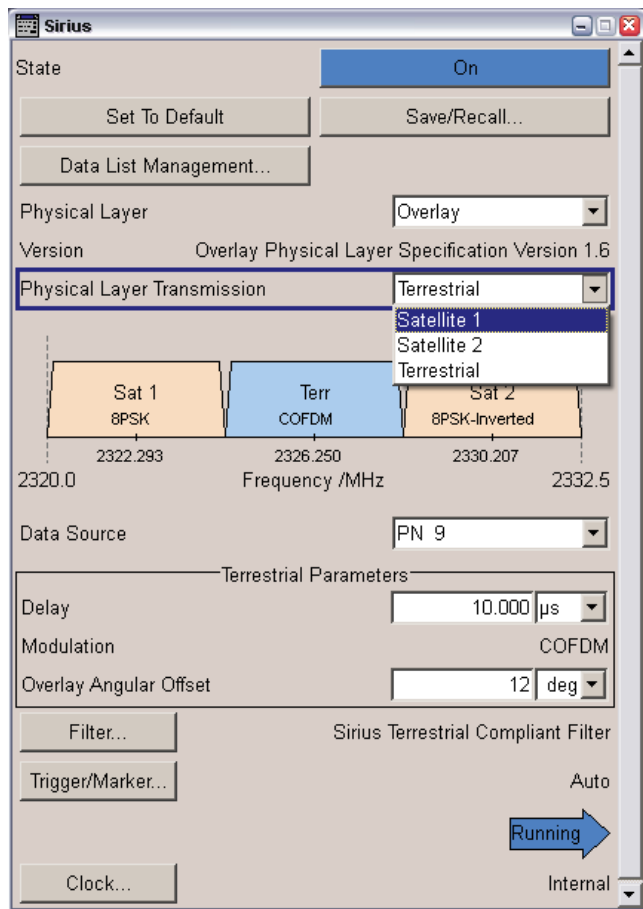 Sirius
State On
Set To Default Save/Recall...
Data List Management...
Physical Layer Overlay
Version Overlay Physical Layer Specification Version 1.6
Physical Layer Transmission Terrestrial
Satellite 1
Satellite 2
Terrestrial
Sat 1 Terr Sat 2
8PSK COFDM 8PSK-Inverted
2322.293 2326.250 2330.207
2320.0 Frequency /MHz 2332.5
Data Source PN 9
Terrestrial Parameters
Delay 10.000 µs
Modulation COFDM
Overlay Angular Offset 12 deg
Filter... Sirius Terrestrial Compliant Filter
Trigger/Marker... Auto
Running
Clock... Internal